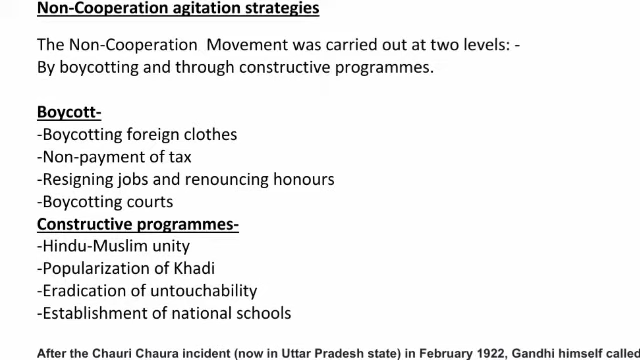 Non-Cooperation agitation strategies
The Non-Cooperation  Movement was carried out at two levels: -
By boycotting and through constructive programmes.
Boycott-
-Boycotting foreign clothes
-Non-payment of tax
-Resigning jobs and renouncing honours
-Boycotting courts
Constructive programmes-
-Hindu-Muslim unity
-Popularization of Khadi
-Eradication of untouchability
-Establishment of national schools
After the Chauri Chaura incident (now in Uttar Pradesh state) in February 1922, Gandhi himself called